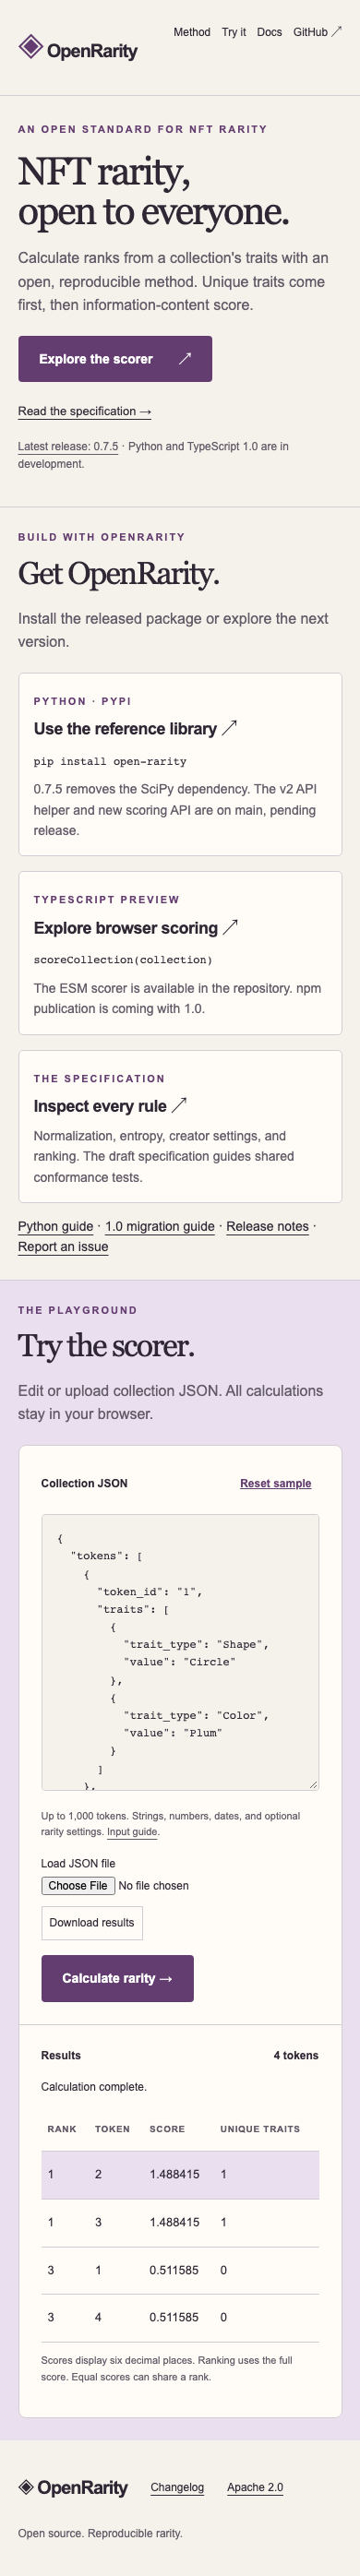 OpenRarity
Method Try it Docs GitHub ↗
AN OPEN STANDARD FOR NFT RARITY
NFT rarity,
open to everyone.
Calculate ranks from a collection's traits with an
open, reproducible method. Unique traits come
first, then information-content score.
Explore the scorer ↗
Read the specification →
Latest release: 0.7.5 · Python and TypeScript 1.0 are in
development.
BUILD WITH OPENRARITY
Get OpenRarity.
Install the released package or explore the next
version.
PYTHON · PYPI
Use the reference library ↗
pip install open-rarity
0.7.5 removes the SciPy dependency. The v2 API
helper and new scoring API are on main, pending
release.
TYPESCRIPT PREVIEW
Explore browser scoring ↗
scoreCollection(collection)
The ESM scorer is available in the repository. npm
publication is coming with 1.0.
THE SPECIFICATION
Inspect every rule ↗
Normalization, entropy, creator settings, and
ranking. The draft specification guides shared
conformance tests.
Python guide · 1.0 migration guide · Release notes ·
Report an issue
THE PLAYGROUND
Try the scorer.
Edit or upload collection JSON. All calculations
stay in your browser.
Collection JSON Reset sample
{
"tokens": [
{
"token_id": "1",
"traits": [
{
"trait_type": "Shape",
"value": "Circle"
},
{
"trait_type": "Color",
"value": "Plum"
}
]
},
Up to 1,000 tokens. Strings, numbers, dates, and optional
rarity settings. Input guide.
Load JSON file
Choose File No file chosen
Download results
Calculate rarity →
Results 4 tokens
Calculation complete.
RANK TOKEN SCORE UNIQUE TRAITS
1 2 1.488415 1
1 3 1.488415 1
3 1 0.511585 0
3 4 0.511585 0
Scores display six decimal places. Ranking uses the full
score. Equal scores can share a rank.
OpenRarity Changelog Apache 2.0
Open source. Reproducible rarity.